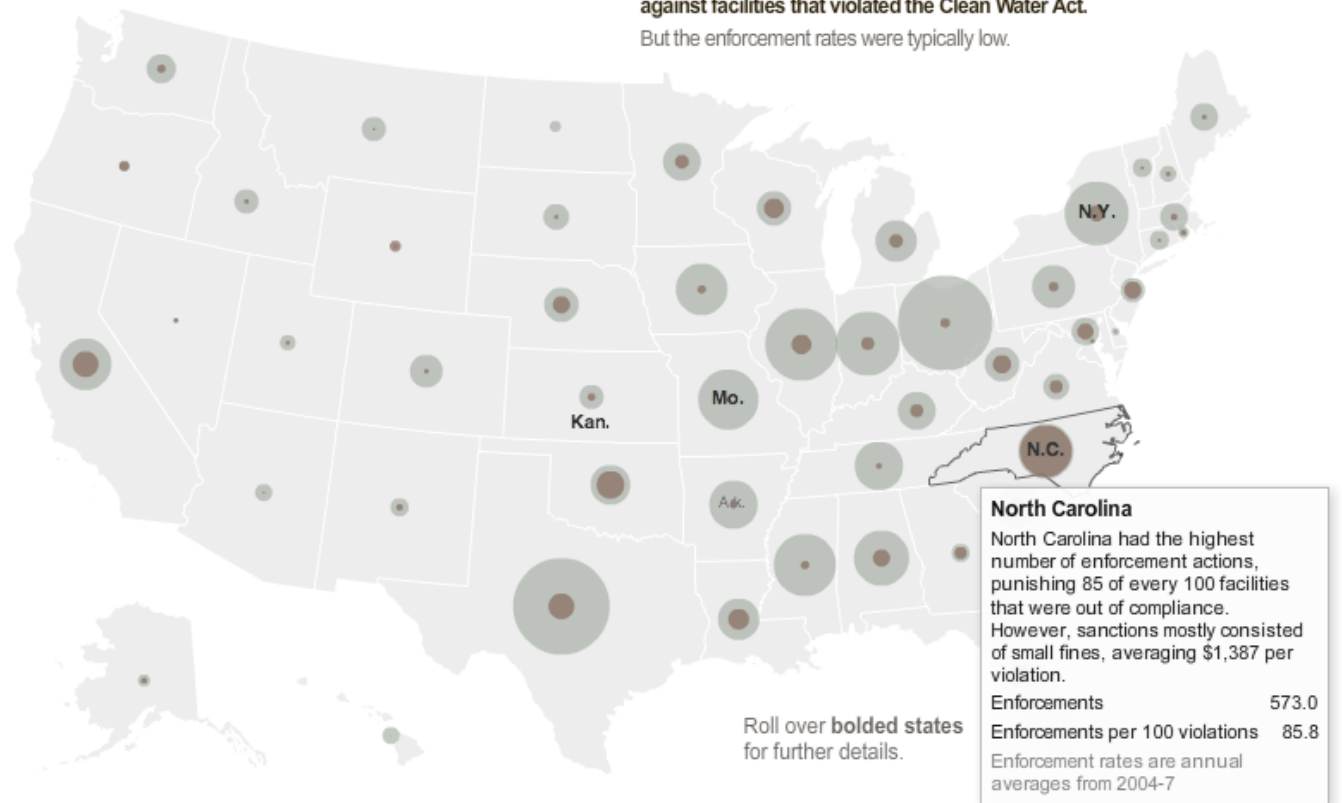 against facilities that violated the Clean Water Act.
But the enforcement rates were typically low.
N.Y.
Mo.
Kan.
N.C.
Ark.
North Carolina
North Carolina had the highest
number of enforcement actions,
punishing 85 of every 100 facilities
that were out of compliance.
However, sanctions mostly consisted
of small fines, averaging $1,387 per
violation.
Enforcements 573.0
Enforcements per 100 violations 85.8
Enforcement rates are annual
averages from 2004-7
Roll over bolded states
for further details.